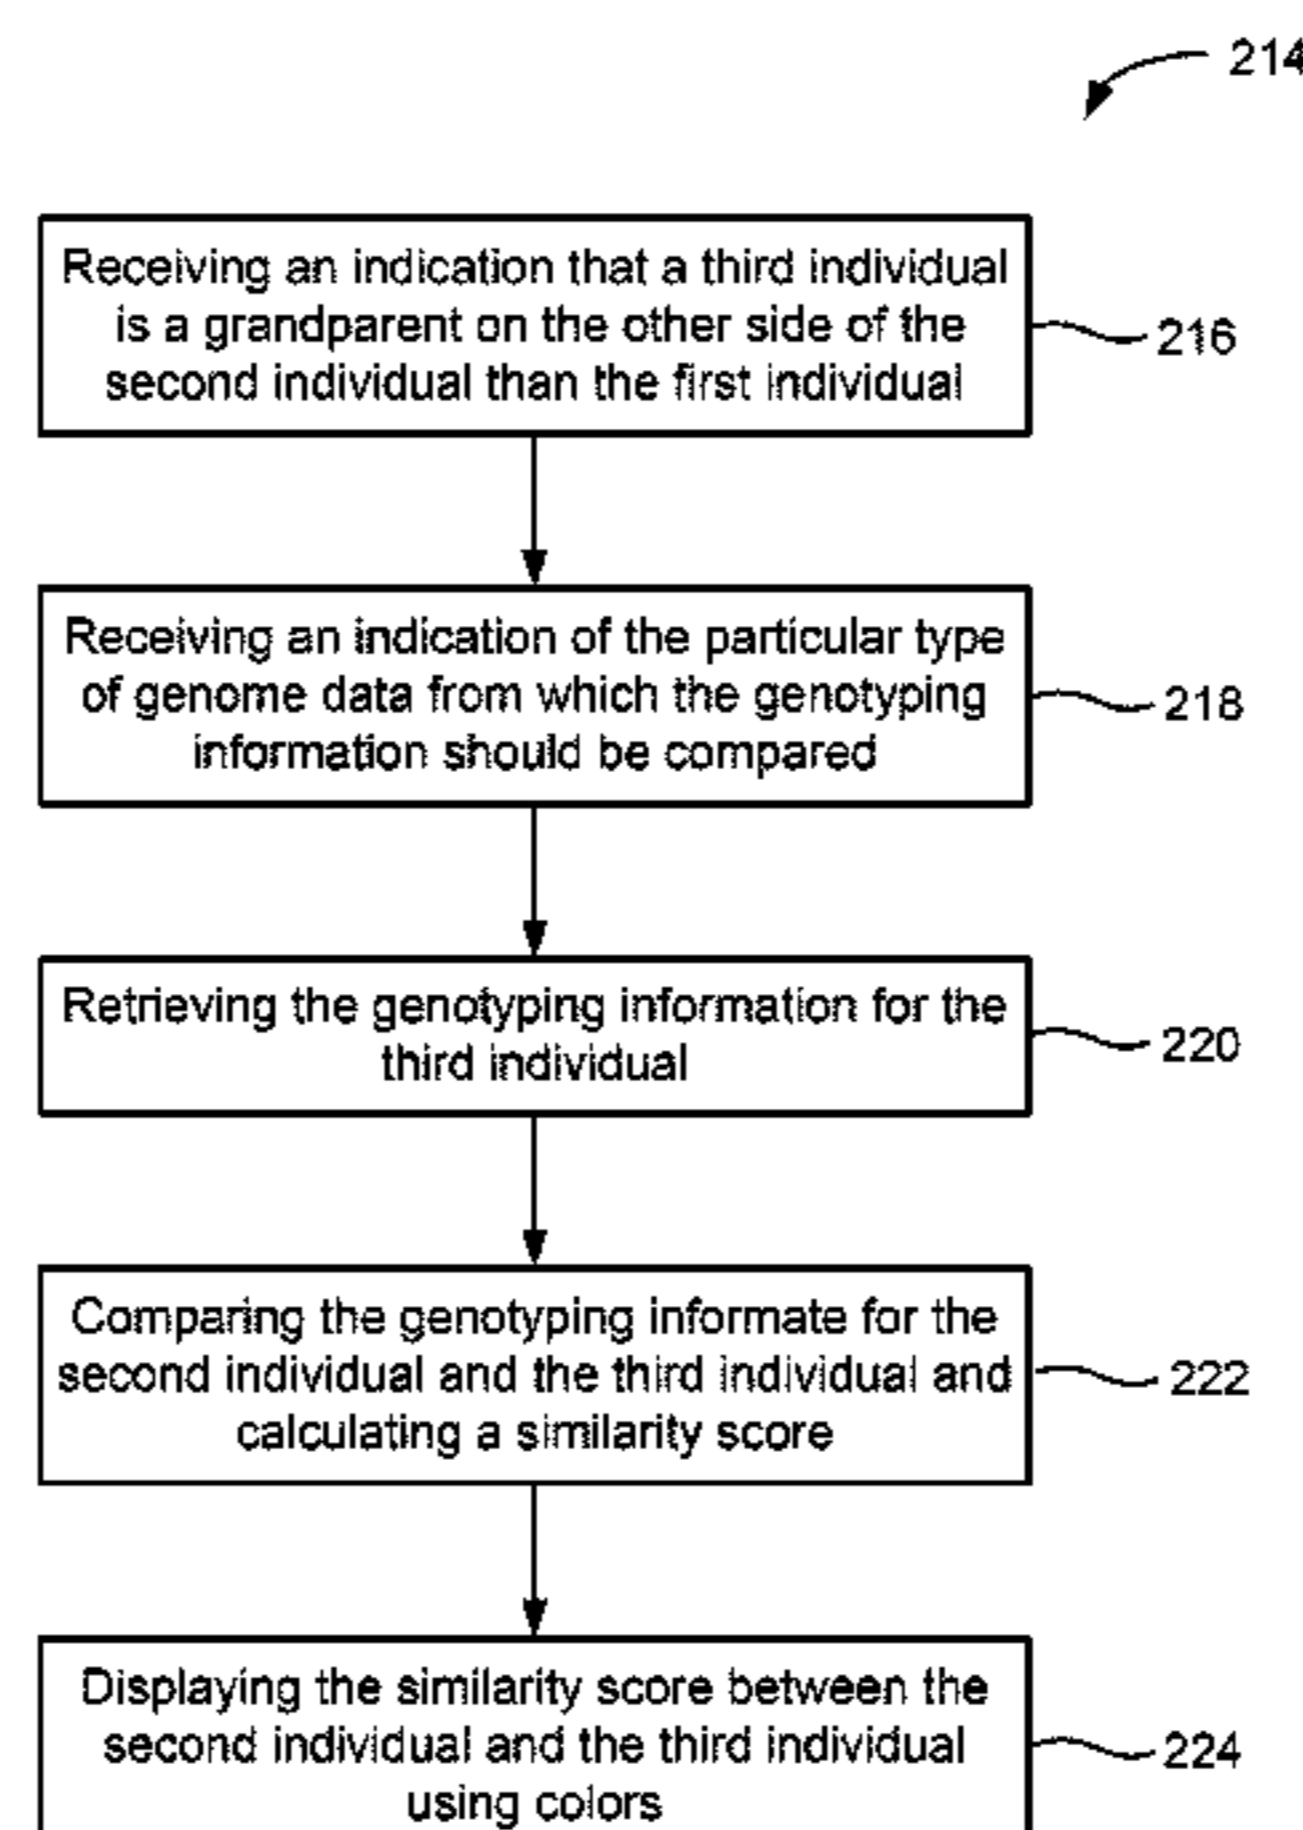 214
Receiving an indication that a third individual
is a grandparent on the other side of the
second individual than the first individual
216
Receiving an indication of the particular type
of genome data from which the genotyping
information should be compared
218
Retrieving the genotyping information for the
third individual
220
Comparing the genotyping informate for the
second individual and the third individual and
calculating a similarity score
222
Displaying the similarity score between the
second individual and the third individual
using colors
224